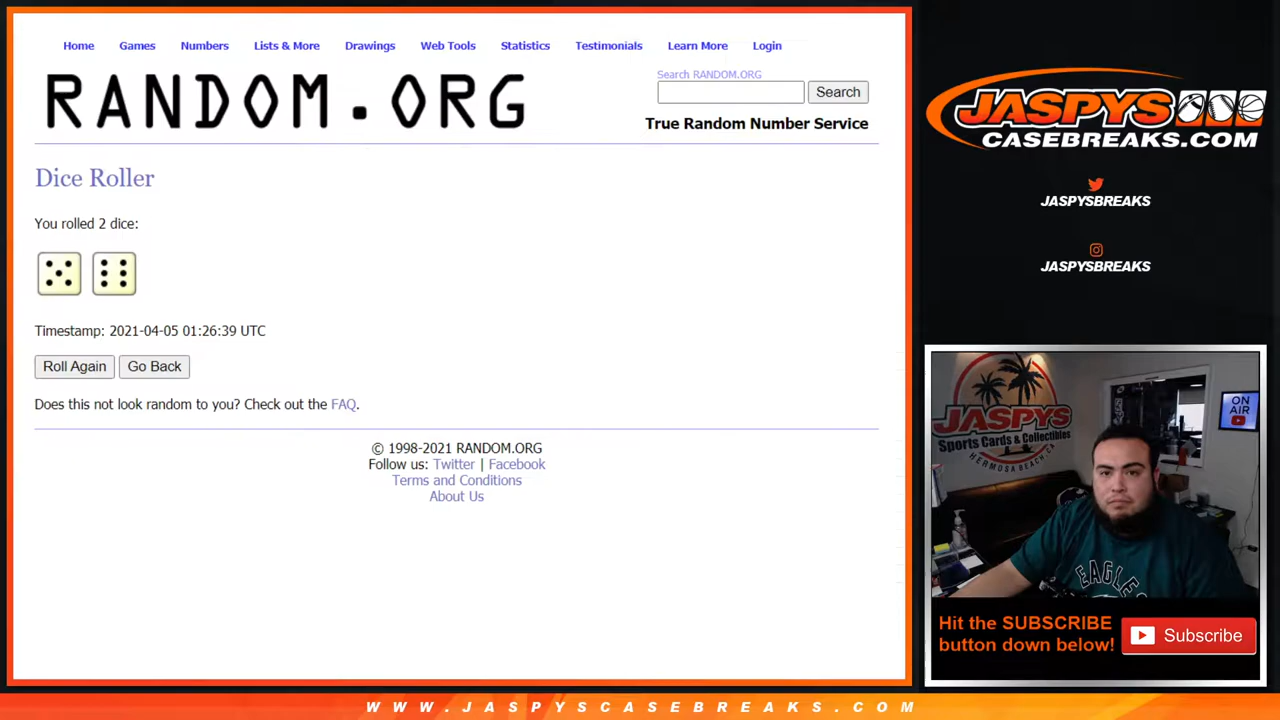 Home Games Numbers Lists & More Drawings Web Tools Statistics Testimonials Learn More Login
RANDOM.ORG
Search RANDOM.ORG
Search
True Random Number Service
Dice Roller
You rolled 2 dice:
Timestamp: 2021-04-05 01:26:39 UTC
Roll Again Go Back
Does this not look random to you? Check out the FAQ.
© 1998-2021 RANDOM.ORG
Follow us: Twitter | Facebook
Terms and Conditions
About Us
JASPYS
CASEBREAKS.COM
JASPYSBREAKS
JASPYSBREAKS
JASPYS
Sports Cards & Collectibles
HERMOSA BEACH, CA
ON
AIR
EAGLES
Hit the SUBSCRIBE
button down below!
Subscribe
WWW.JASPYSCASEBREAKS.COM